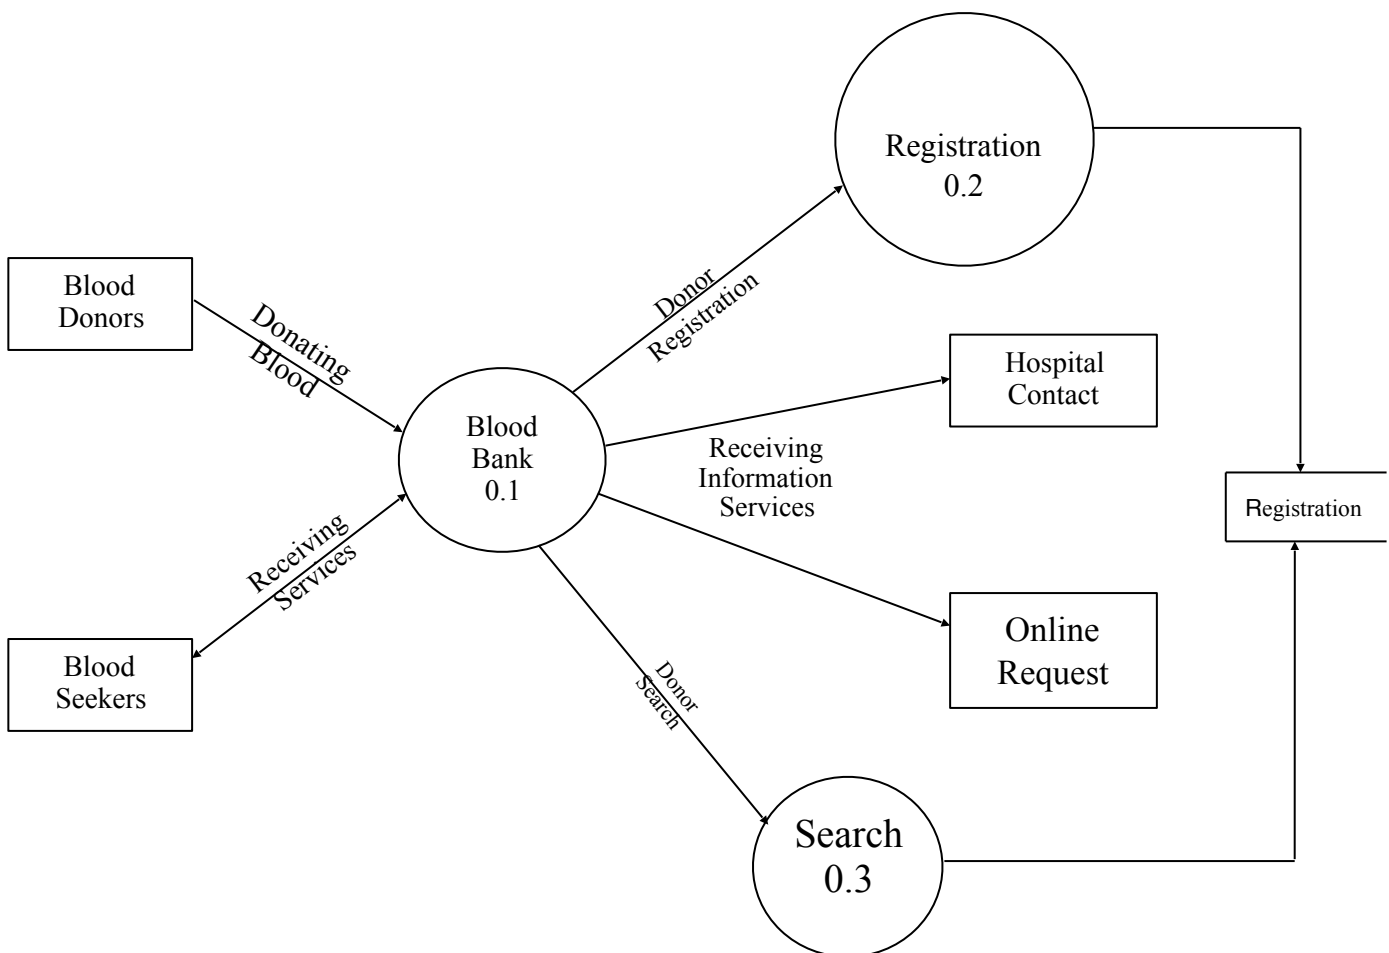 Registration
0.2
Blood
Donors
Donating
Blood
Donor
Registration
Hospital
Contact
Blood
Bank
0.1
Receiving
Information
Services
Registration
Receiving
Services
Blood
Seekers
Online
Request
Donor
Search
Search
0.3